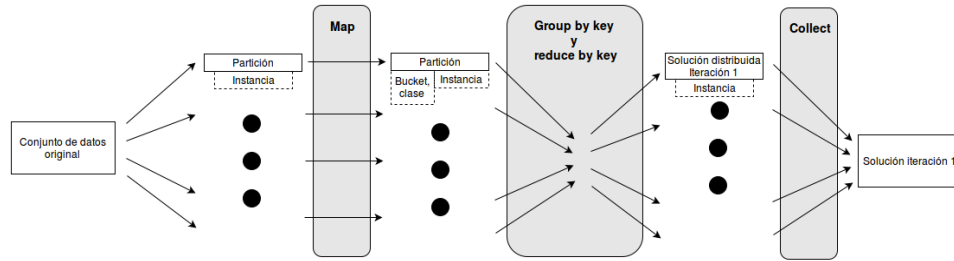 Conjunto de datos
original
Partición
Instancia
Map
Partición
Bucket,
clase
Instancia
Group by key
y
reduce by key
Solución distribuida
Iteración 1
Instancia
Collect
Solución iteración 1